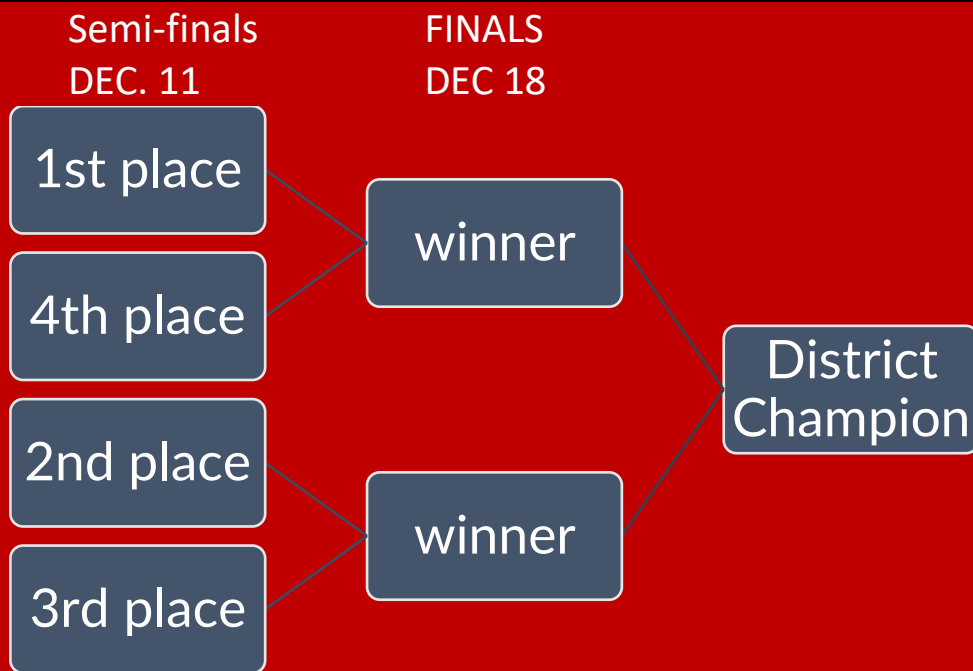 Semi-finals
DEC. 11
FINALS
DEC 18
1st place
4th place
2nd place
3rd place
winner
winner
District
Champion